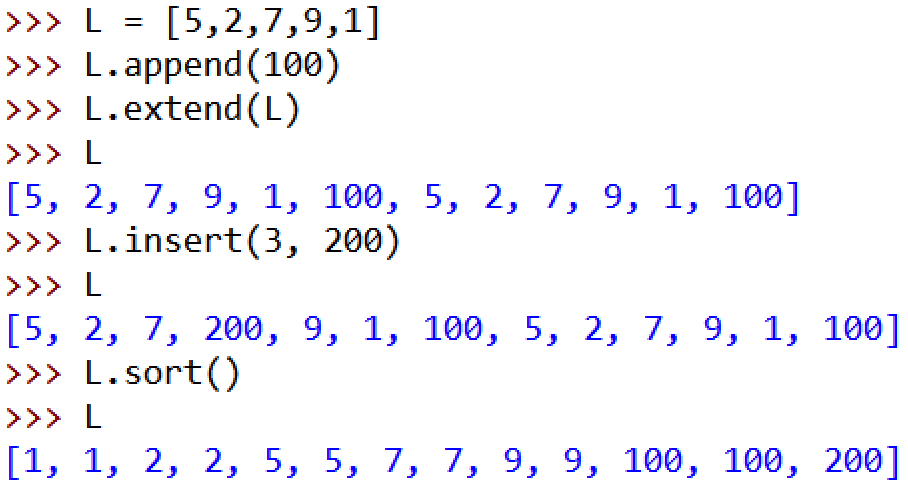 >>> L = [5,2,7,9,1]
>>> L.append(100)
>>> L.extend(L)
>>> L
[5, 2, 7, 9, 1, 100, 5, 2, 7, 9, 1, 100]
>>> L.insert(3, 200)
>>> L
[5, 2, 7, 200, 9, 1, 100, 5, 2, 7, 9, 1, 100]
>>> L.sort()
>>> L
[1, 1, 2, 2, 5, 5, 7, 7, 9, 9, 100, 100, 200]